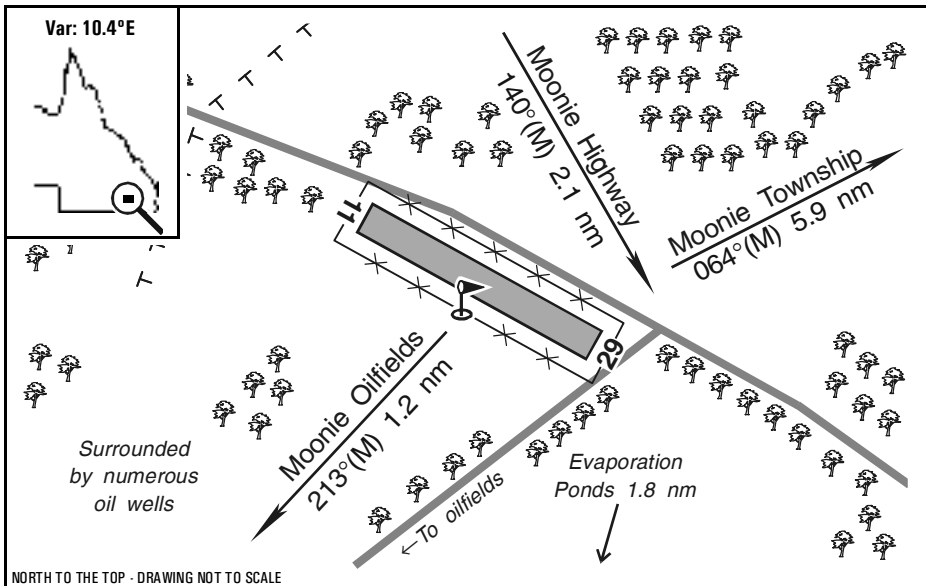 Var: 10.4°E
Moonie Highway
140°(M) 2.1 nm
Moonie Township
064°(M) 5.9 nm
11
29
Moonie Oilfields
213°(M) 1.2 nm
Surrounded
by numerous
oil wells
←To oilfields
Evaporation
Ponds 1.8 nm
NORTH TO THE TOP - DRAWING NOT TO SCALE